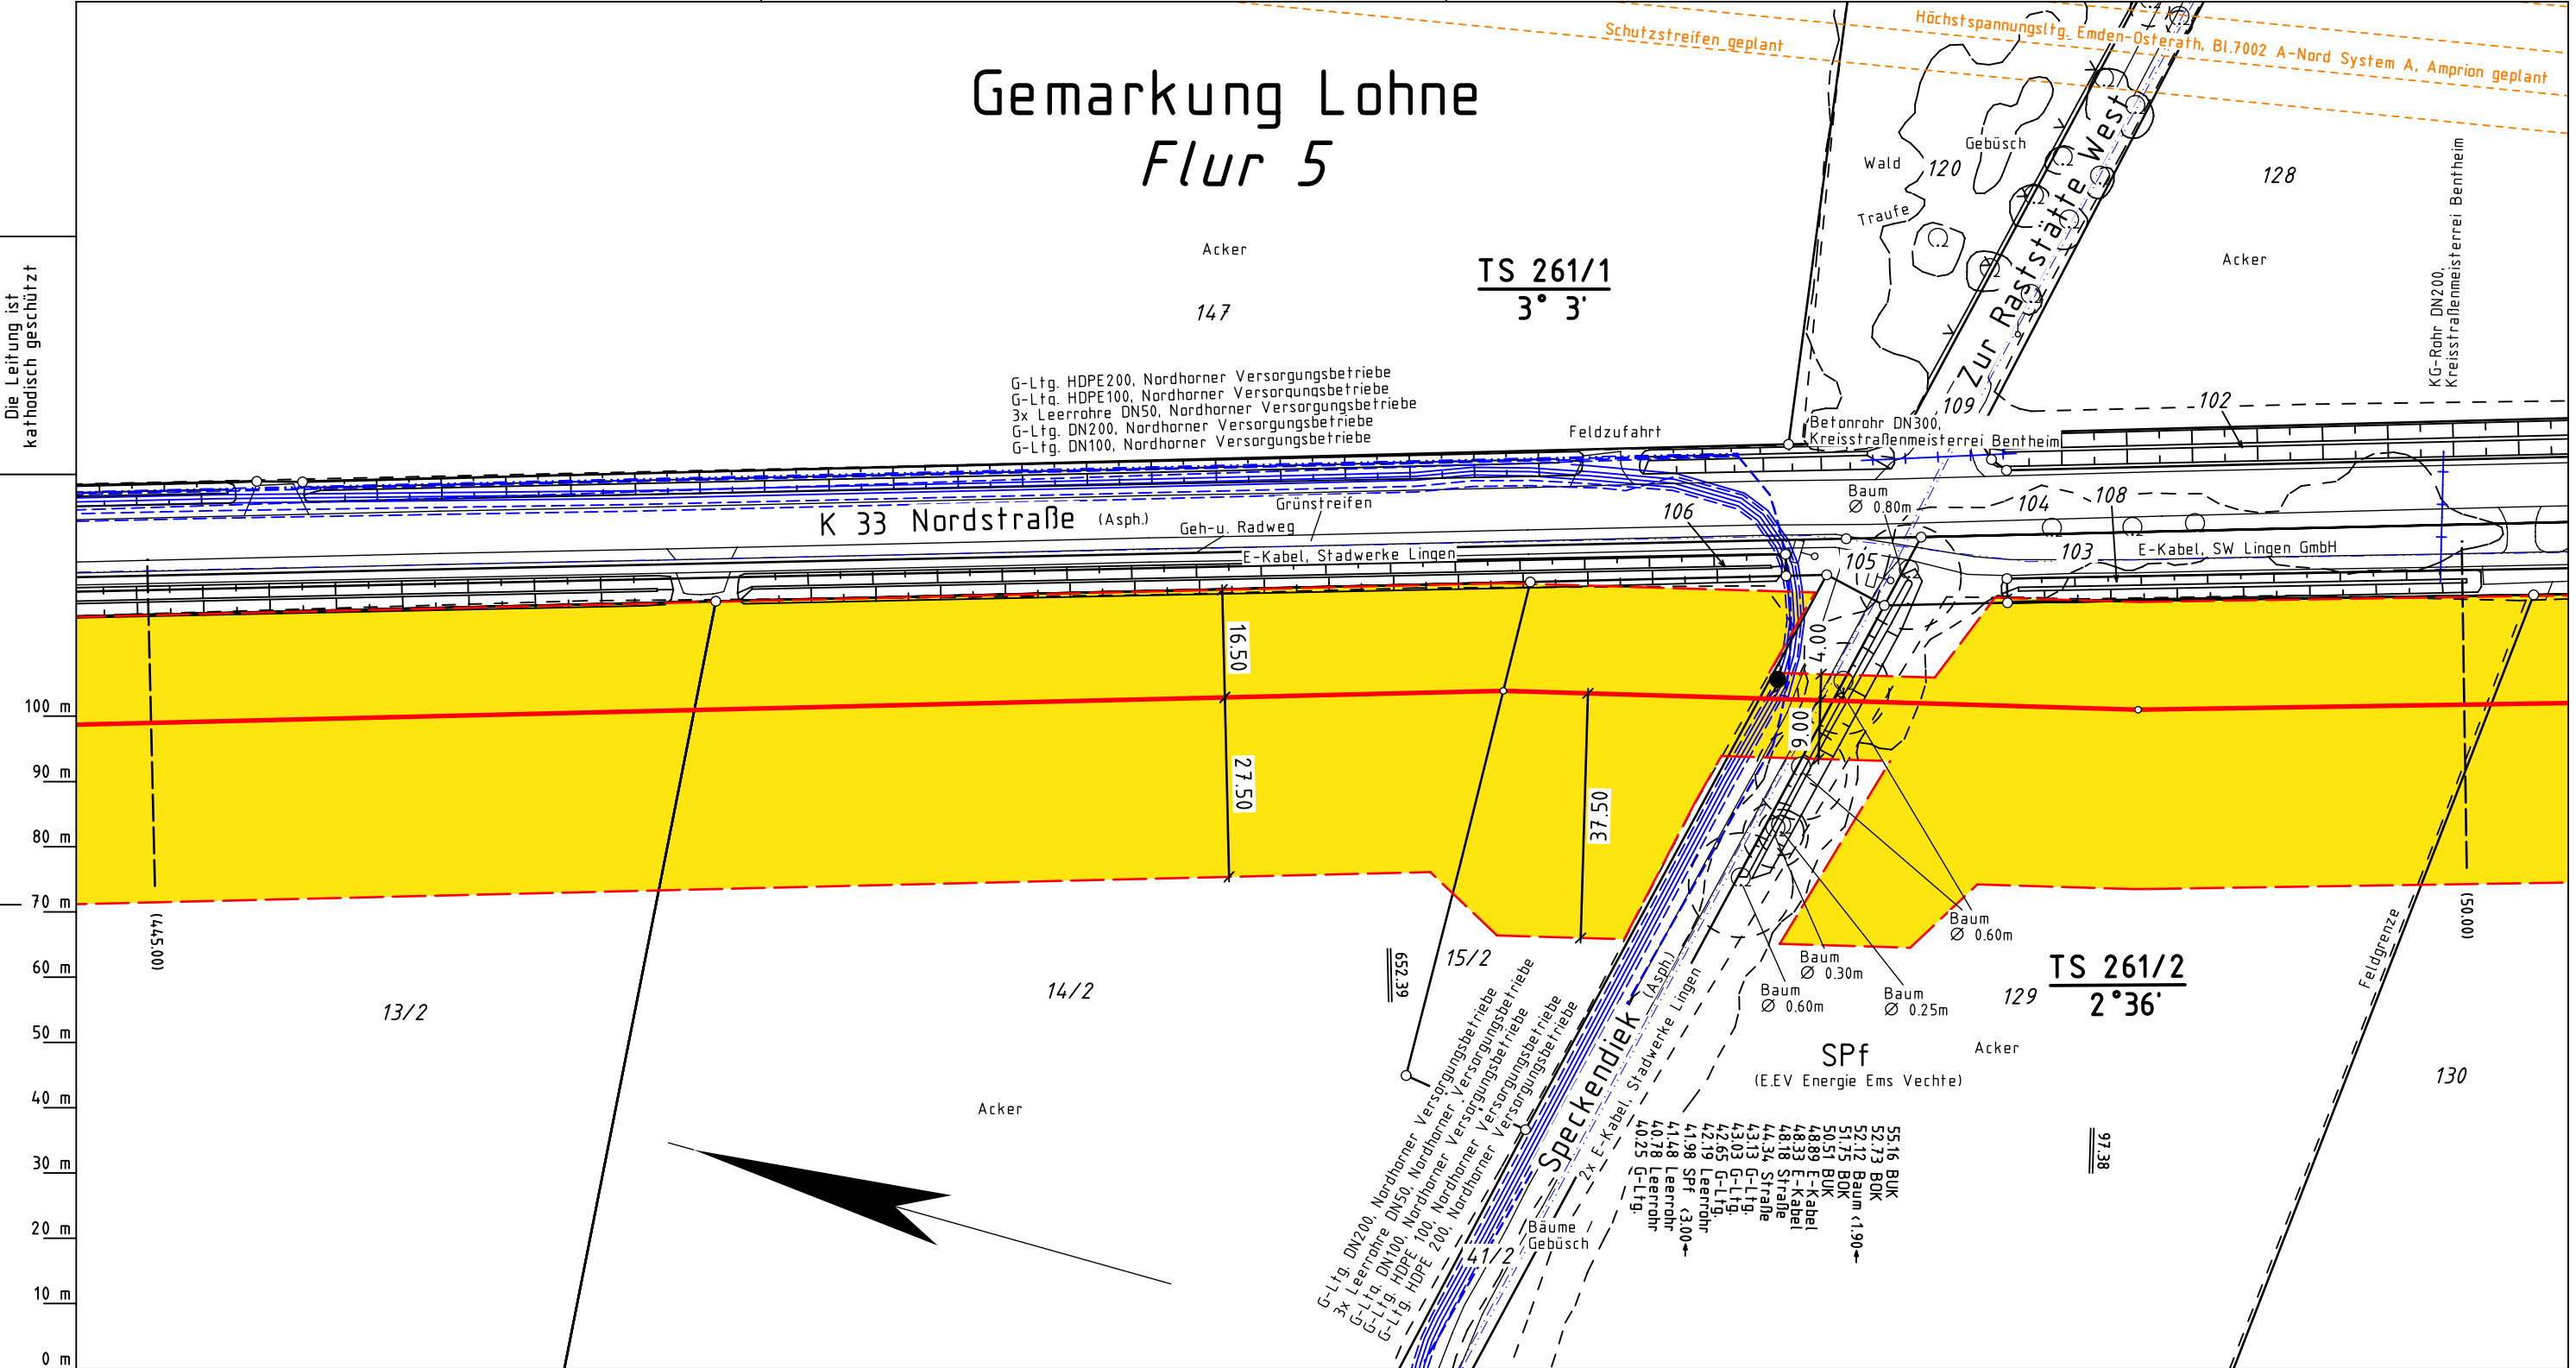 Schutzstreifen geplant
Höchstspannungsltg. Emden-Osterath, Bl.7002 A-Nord System A, Amprion geplant
Gemarkung Lohne
Flur 5
Die Leitung ist
kathodisch geschützt
Acker
147
TS 261/1
3° 3'
Wald
120
Gebüsch
Traufe
Zur Raststätte West
128
Acker
KG-Rohr DN200,
Kreisstraßenmeisterrei Bentheim
G-Ltg. HDPE200, Nordhorner Versorgungsbetriebe
G-Ltg. HDPE100, Nordhorner Versorgungsbetriebe
3x Leerrohre DN50, Nordhorner Versorgungsbetriebe
G-Ltg. DN200, Nordhorner Versorgungsbetriebe
G-Ltg. DN100, Nordhorner Versorgungsbetriebe
Feldzufahrt
Betonrohr DN300,
Kreisstraßenmeisterrei Bentheim
109
102
K 33 Nordstraße (Asph.)
Grünstreifen
Geh-u. Radweg
E-Kabel, Stadwerke Lingen
106
Baum
Ø 0.80m
104
108
105
103
E-Kabel, SW Lingen GmbH
16.50
27.50
37.50
4.00
9.00
100 m
90 m
80 m
70 m
60 m
50 m
40 m
30 m
20 m
10 m
0 m
(445.00)
(50.00)
13/2
14/2
Acker
652.39
15/2
Baum
Ø 0.60m
Baum
Ø 0.30m
Baum
Ø 0.60m
Baum
Ø 0.25m
TS 261/2
2°36'
129
Acker
SPf
(E.EV Energie Ems Vechte)
Feldgrenze
130
97.38
Speckendiek (Asph.)
2x E-Kabel, Stadwerke Lingen
G-Ltg. DN200, Nordhorner Versorgungsbetriebe
3x Leerrohre DN50, Nordhorner Versorgungsbetriebe
G-Ltg. DN100, Nordhorner Versorgungsbetriebe
G-Ltg. HDPE 100, Nordhorner Versorgungsbetriebe
G-Ltg. HDPE 200, Nordhorner Versorgungsbetriebe
55.16 BUK
52.73 BOK
52.12 Baum <1.90
51.75 BOK
50.51 BUK
48.89 E-Kabel
48.33 E-Kabel
48.18 Straße
44.34 Straße
43.13 G-Ltg.
43.03 G-Ltg.
42.65 G-Ltg.
42.19 Leerrohr
41.98 SPf <3.00
41.48 Leerrohr
40.78 Leerrohr
40.25 G-Ltg.
Bäume
Gebüsch
41/2